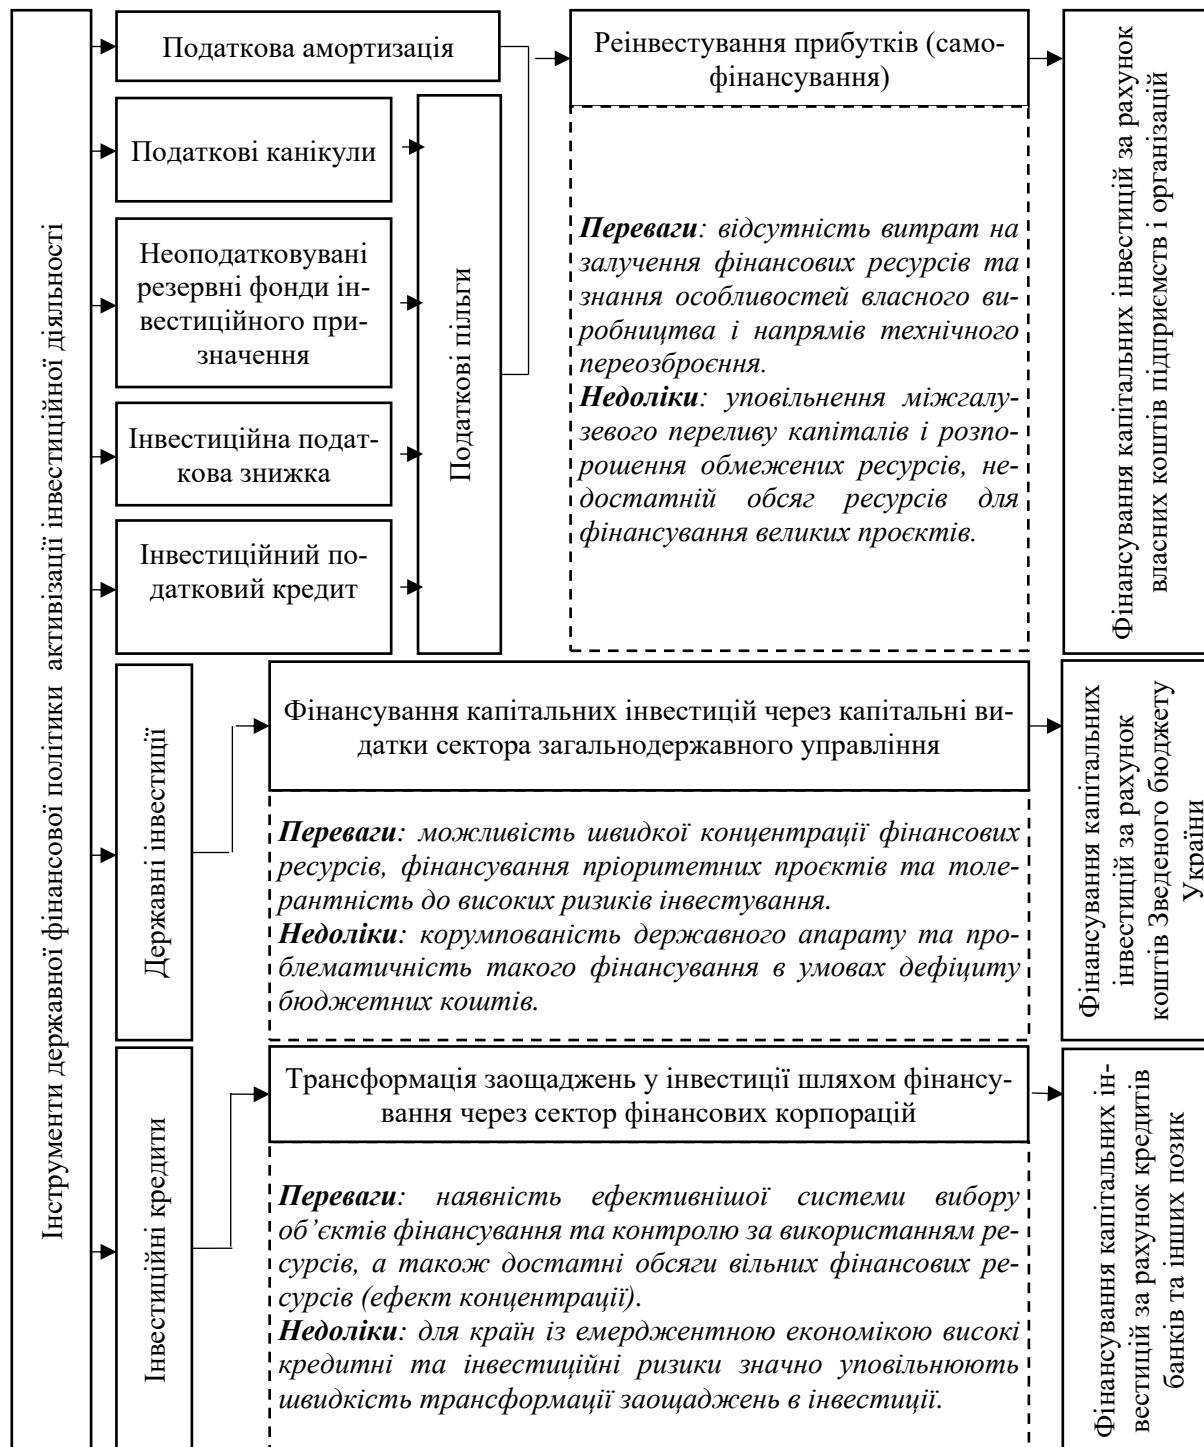 Інструменти державної фінансової політики активізації інвестиційної діяльності
Податкова амортизація
Податкові канікули
Неоподатковувані
резервні фонди ін-
вестиційного при-
значення
Інвестиційна подат-
кова знижка
Інвестиційний по-
датковий кредит
Податкові пільги
Реінвестування прибутків (само-
фінансування)
Переваги: відсутність витрат на
залучення фінансових ресурсів та
знання особливостей власного ви-
робництва і напрямів технічного
переозброєння.
Недоліки: уповільнення міжгалу-
зевого переливу капіталів і розпо-
рошення обмежених ресурсів, не-
достатній обсяг ресурсів для
фінансування великих проєктів.
Фінансування капітальних інвестицій за рахунок
власних коштів підприємств і організацій
Державні інвестиції
Фінансування капітальних інвестицій через капітальні ви-
датки сектора загальнодержавного управління
Переваги: можливість швидкої концентрації фінансових
ресурсів, фінансування пріоритетних проєктів та толе-
рантність до високих ризиків інвестування.
Недоліки: корумпованість державного апарату та про-
блематичність такого фінансування в умовах дефіциту
бюджетних коштів.
Фінансування капітальних
інвестицій за рахунок
коштів Зведеного бюджету
України
Інвестиційні кредити
Трансформація заощаджень у інвестиції шляхом фінансу-
вання через сектор фінансових корпорацій
Переваги: наявність ефективнішої системи вибору
об’єктів фінансування та контролю за використанням ре-
сурсів, а також достатні обсяги вільних фінансових ре-
сурсів (ефект концентрації).
Недоліки: для країн із емерджентною економікою високі
кредитні та інвестиційні ризики значно уповільнюють
швидкість трансформації заощаджень в інвестиції.
Фінансування капітальних ін-
вестицій за рахунок кредитів
банків та інших позик